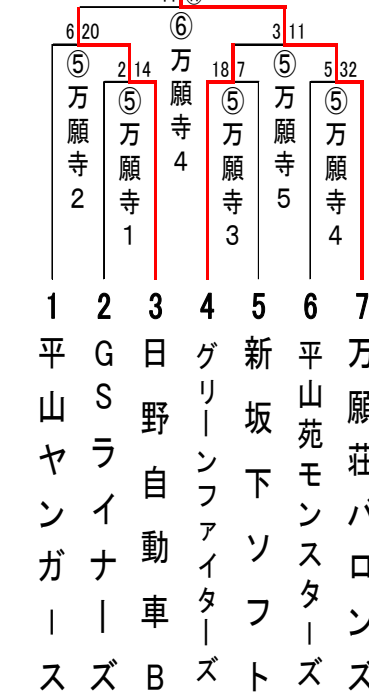 6 20
3 11
⑥万願寺4
⑤万願寺2
2 14
18 7
⑤万願寺5
5 32
⑤万願寺1
⑤万願寺3
⑤万願寺4
1 2 3 4 5 6 7
平山ヤンガース
GSライナーズ
日野自動車B
グリーンファイターズ
新坂下ソフト
平山苑モンスターズ
万願荘バロンズ